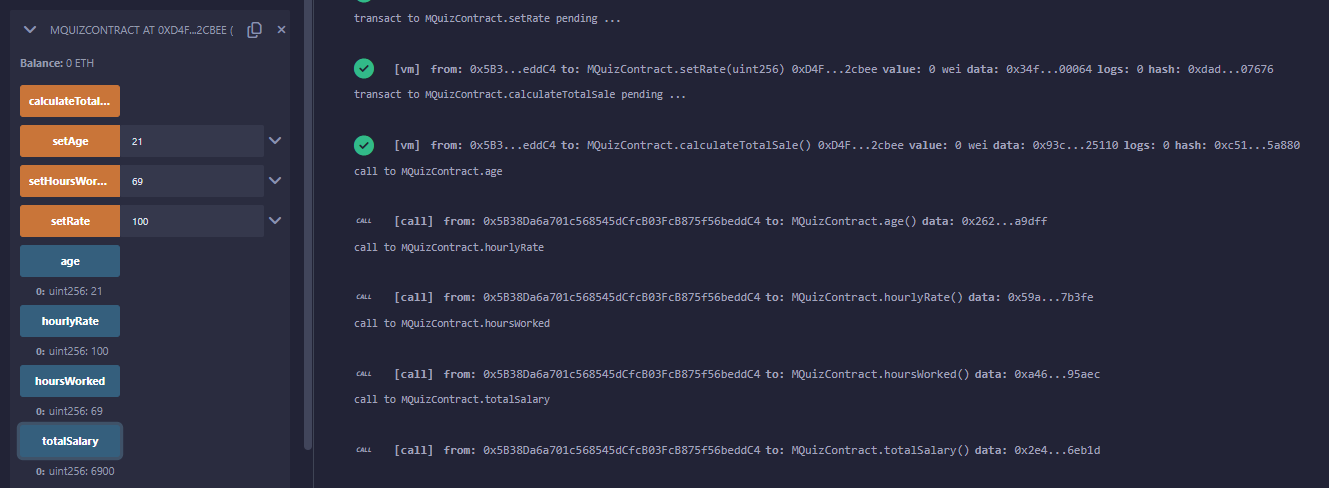 MQUIZCONTRACT AT 0XD4F...2CBEE (
Balance: 0 ETH
calculateTotal...
setAge 21
setHoursWor... 69
setRate 100
age
0: uint256: 21
hourlyRate
0: uint256: 100
hoursWorked
0: uint256: 69
totalSalary
0: uint256: 6900
transact to MQuizContract.setRate pending ...
[vm] from: 0x5B3...eddC4 to: MQuizContract.setRate(uint256) 0xD4F...2cbee value: 0 wei data: 0x34f...00064 logs: 0 hash: 0xdad...07676
transact to MQuizContract.calculateTotalSale pending ...
[vm] from: 0x5B3...eddC4 to: MQuizContract.calculateTotalSale() 0xD4F...2cbee value: 0 wei data: 0x93c...25110 logs: 0 hash: 0xc51...5a880
call to MQuizContract.age
CALL [call] from: 0x5B38Da6a701c568545dCfcB03FcB875f56beddC4 to: MQuizContract.age() data: 0x262...a9dff
call to MQuizContract.hourlyRate
CALL [call] from: 0x5B38Da6a701c568545dCfcB03FcB875f56beddC4 to: MQuizContract.hourlyRate() data: 0x59a...7b3fe
call to MQuizContract.hoursWorked
CALL [call] from: 0x5B38Da6a701c568545dCfcB03FcB875f56beddC4 to: MQuizContract.hoursWorked() data: 0xa46...95aec
call to MQuizContract.totalSalary
CALL [call] from: 0x5B38Da6a701c568545dCfcB03FcB875f56beddC4 to: MQuizContract.totalSalary() data: 0x2e4...6eb1d